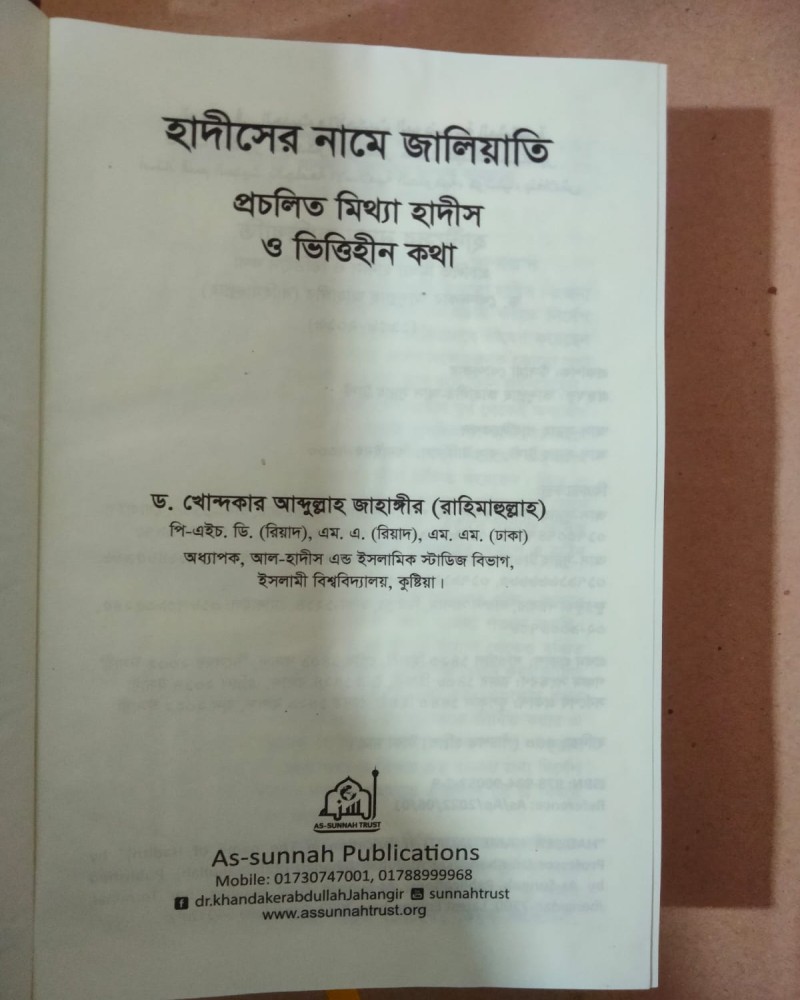 হাদীসের নামে জালিয়াতি
প্রচলিত মিথ্যা হাদীস
ও ভিত্তিহীন কথা
ড. খোন্দকার আব্দুল্লাহ জাহাঙ্গীর (রাহিমাহুল্লাহ)
পি-এইচ. ডি. (রিয়াদ), এম. এ. (রিয়াদ), এম. এম. (ঢাকা)
অধ্যাপক, আল-হাদীস এন্ড ইসলামিক স্টাডিজ বিভাগ,
ইসলামী বিশ্ববিদ্যালয়, কুষ্টিয়া।
السنة
AS-SUNNAH TRUST
As-sunnah Publications
Mobile: 01730747001, 01788999968
dr.khandakerabdullahJahangir sunnahtrust
www.assunnahtrust.org